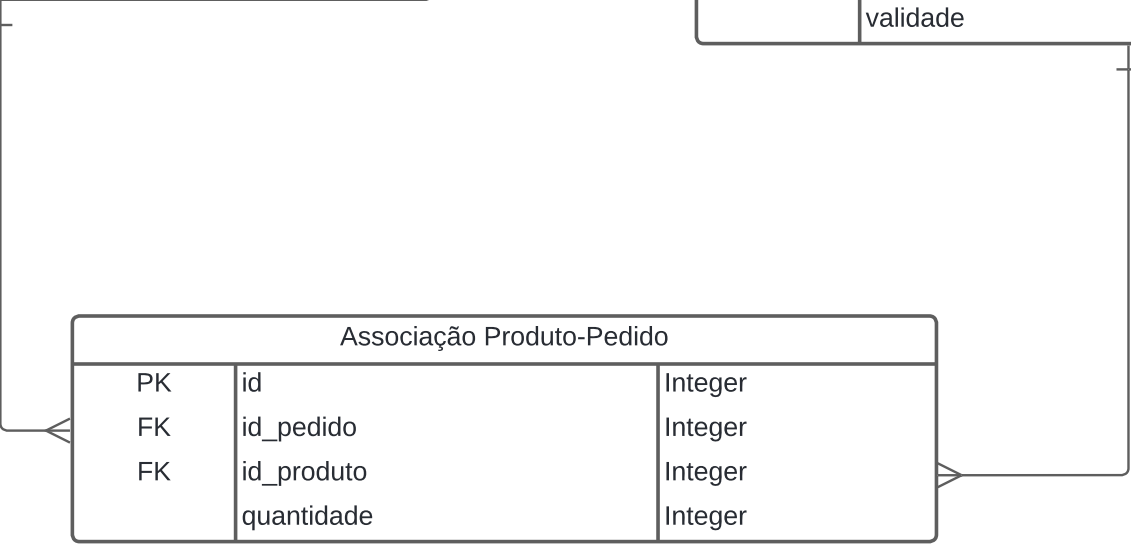 validade
Associação Produto-Pedido
PK id Integer
FK id_pedido Integer
FK id_produto Integer
quantidade Integer